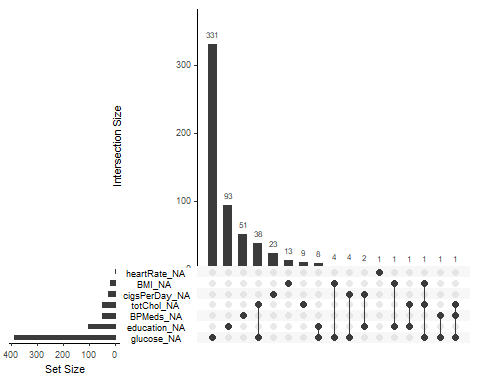 331
300
Intersection Size
200
93
100
51
38
23
13
9
8
4
4
2
1
1
1
1
1
1
heartRate_NA
BMI_NA
cigsPerDay_NA
totChol_NA
BPMeds_NA
education_NA
glucose_NA
400 300 200 100 0
Set Size